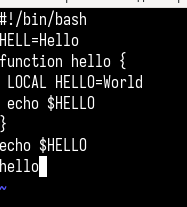 #!/bin/bash
HELL=Hello
function hello {
 LOCAL HELLO=World
 echo $HELLO
}
echo $HELLO
hello
~